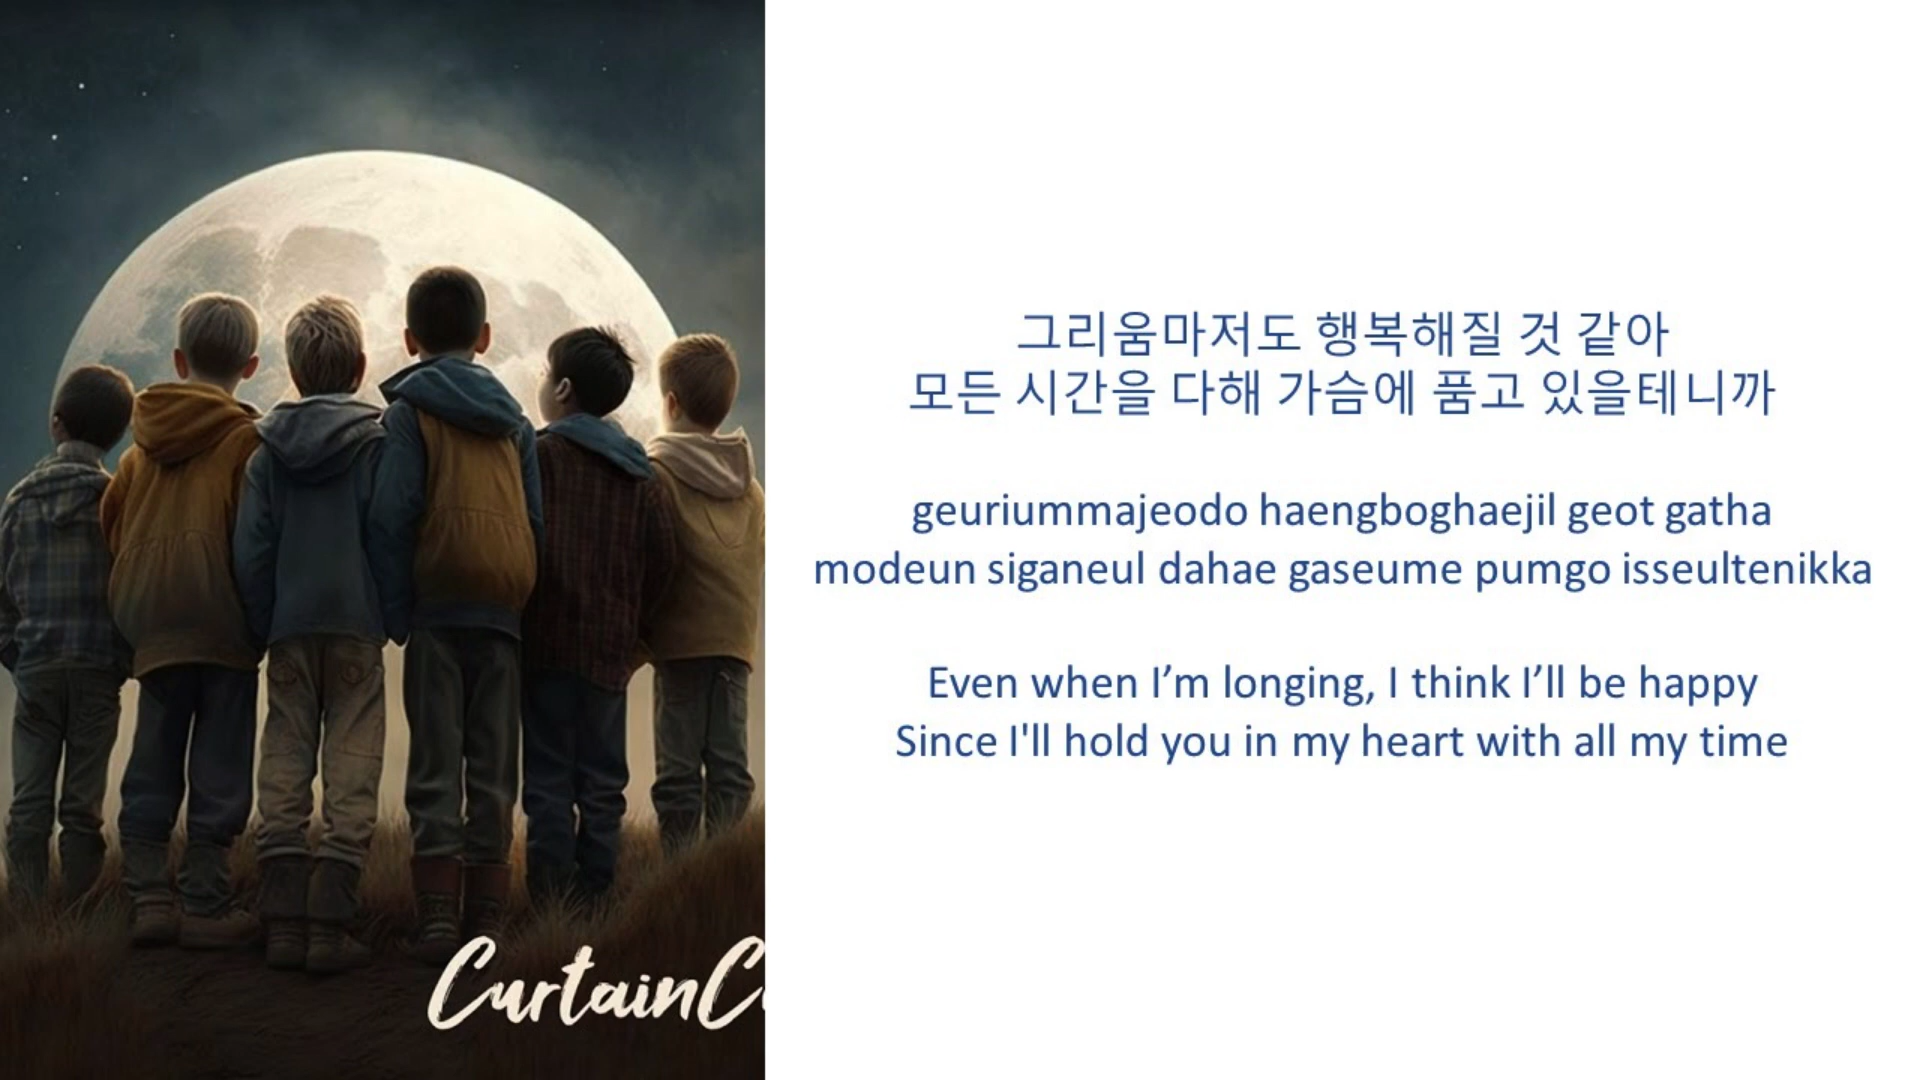 그리움마저도 행복해질 것 같아
모든 시간을 다해 가슴에 품고 있을테니까
geuriummajeodo haengboghaejil geot gatha
modeun siganeul dahae gaseume pumgo isseultenikka
Even when I’m longing, I think I’ll be happy
Since I'll hold you in my heart with all my time
CurtainC